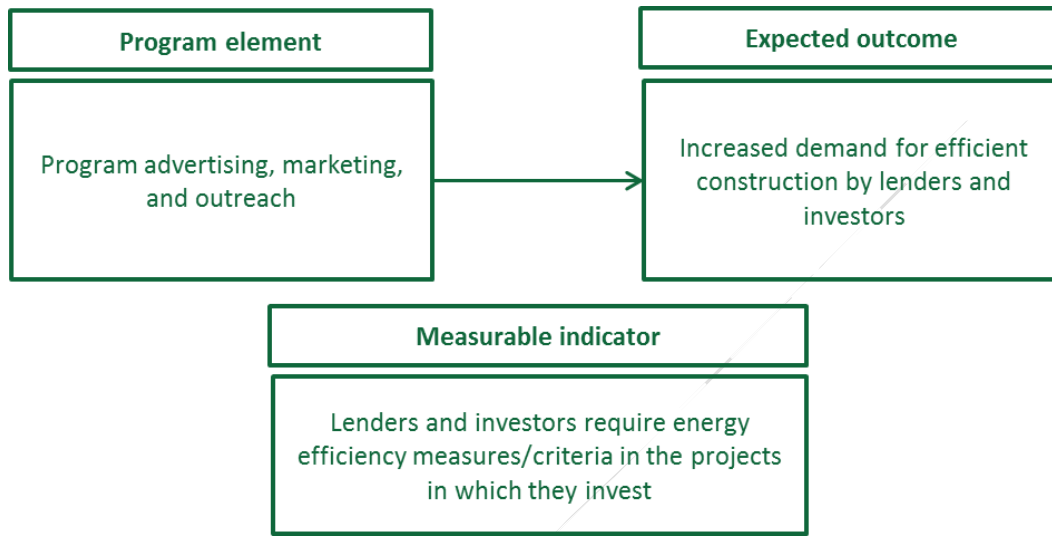 Program element
Program advertising, marketing,
and outreach
Expected outcome
Increased demand for efficient
construction by lenders and
investors
Measurable indicator
Lenders and investors require energy
efficiency measures/criteria in the projects
in which they invest